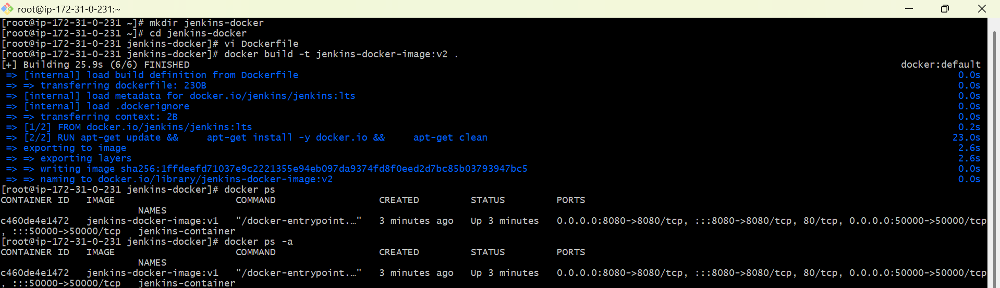 root@ip-172-31-0-231:~
[root@ip-172-31-0-231 ~]# mkdir jenkins-docker
[root@ip-172-31-0-231 ~]# cd jenkins-docker
[root@ip-172-31-0-231 jenkins-docker]# vi Dockerfile
[root@ip-172-31-0-231 jenkins-docker]# docker build -t jenkins-docker-image:v2 .
[+] Building 25.9s (6/6) FINISHED docker:default
=> [internal] load build definition from Dockerfile 0.0s
=> => transferring dockerfile: 230B 0.0s
=> [internal] load metadata for docker.io/jenkins/jenkins:lts 0.0s
=> [internal] load .dockerignore 0.0s
=> => transferring context: 2B 0.0s
=> [1/2] FROM docker.io/jenkins/jenkins:lts 0.2s
=> [2/2] RUN apt-get update &&     apt-get install -y docker.io &&     apt-get clean 23.0s
=> exporting to image 2.6s
=> => exporting layers 2.6s
=> => writing image sha256:1ffdeefd71037e9c2221355e94eb097da9374fd8f0eed2d7bc85b03793947bc5 0.0s
=> => naming to docker.io/library/jenkins-docker-image:v2 0.0s
[root@ip-172-31-0-231 jenkins-docker]# docker ps
CONTAINER ID   IMAGE   COMMAND   CREATED   STATUS   PORTS
NAMES
c460de4e1472   jenkins-docker-image:v1   "/docker-entrypoint.…"   3 minutes ago   Up 3 minutes   0.0.0.0:8080->8080/tcp, :::8080->8080/tcp, 80/tcp, 0.0.0.0:50000->50000/tcp
, :::50000->50000/tcp   jenkins-container
[root@ip-172-31-0-231 jenkins-docker]# docker ps -a
CONTAINER ID   IMAGE   COMMAND   CREATED   STATUS   PORTS
NAMES
c460de4e1472   jenkins-docker-image:v1   "/docker-entrypoint.…"   3 minutes ago   Up 3 minutes   0.0.0.0:8080->8080/tcp, :::8080->8080/tcp, 80/tcp, 0.0.0.0:50000->50000/tcp
, :::50000->50000/tcp   jenkins-container